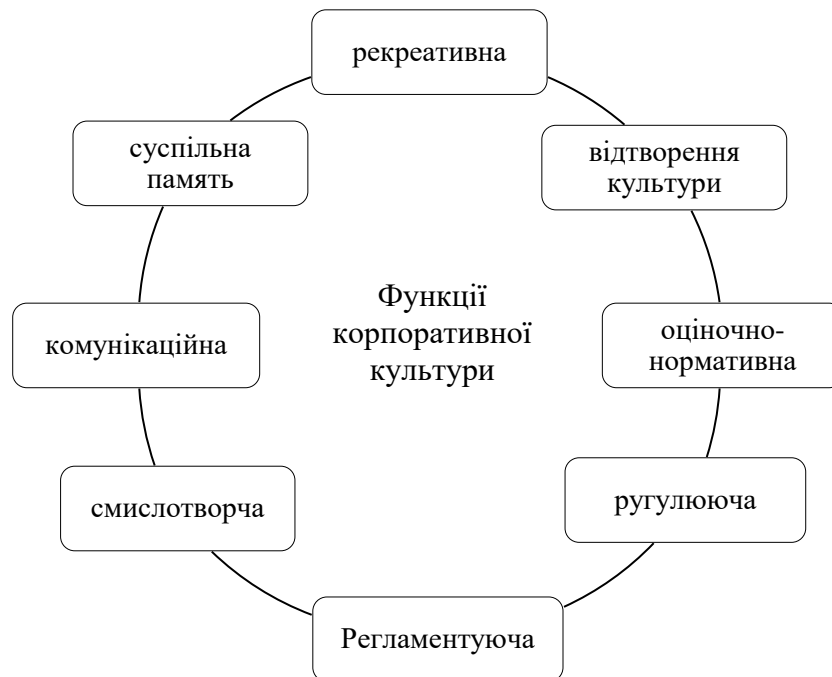 рекреативна
суспільна
память
відтворення
культури
Функції
корпоративної
культури
комунікаційна
оціночно-
нормативна
смислотворча
ругулююча
Регламентуюча